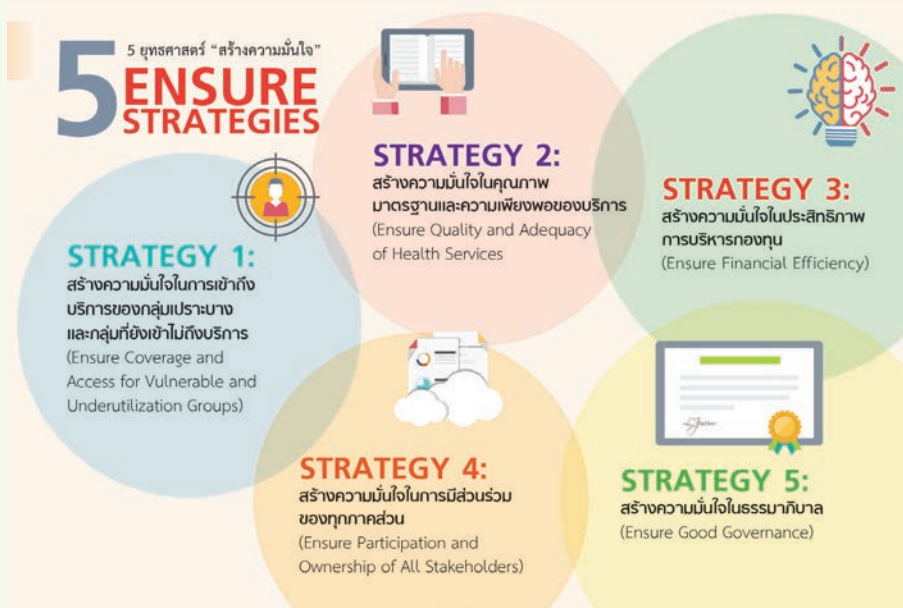 5
5 ยุทธศาสตร์ “สร้างความมั่นใจ”
ENSURE
STRATEGIES
STRATEGY 1:
สร้างความมั่นใจในการเข้าถึง
บริการของกลุ่มเปราะบาง
และกลุ่มที่ยังเข้าไม่ถึงบริการ
(Ensure Coverage and
Access for Vulnerable and
Underutilization Groups)
STRATEGY 2:
สร้างความมั่นใจในคุณภาพ
มาตรฐานและความเพียงพอของบริการ
(Ensure Quality and Adequacy
of Health Services
STRATEGY 3:
สร้างความมั่นใจในประสิทธิภาพ
การบริหารกองทุน
(Ensure Financial Efficiency)
STRATEGY 4:
สร้างความมั่นใจในการมีส่วนร่วม
ของทุกภาคส่วน
(Ensure Participation and
Ownership of All Stakeholders)
STRATEGY 5:
สร้างความมั่นใจในธรรมาภิบาล
(Ensure Good Governance)